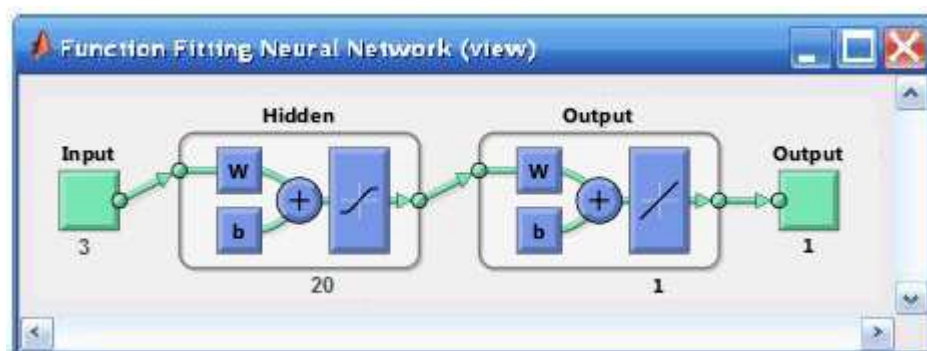 Function Fitting Neural Network (view)
Hidden
Output
Input
Output
W
W
b
b
3
20
1
1